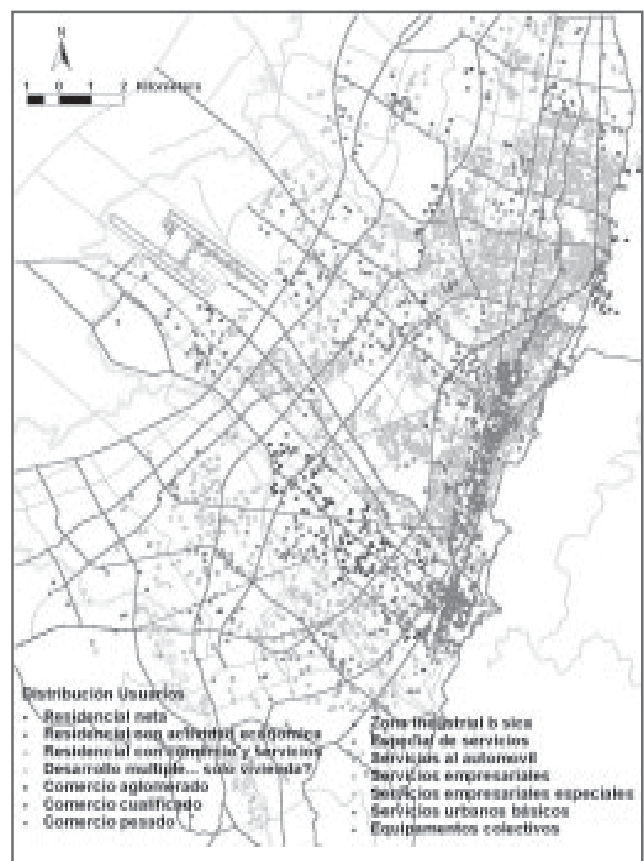 N
1 0 1 2 Kilometers
Distribución Usuarios
Residencial neta
Residencial con actividad económica
Residencial con comercio y servicios
Desarrollo multiple... solo vivienda?
Comercio aglomerado
Comercio cualificado
Comercio pesado
Zona Industrial b sica
Especial de servicios
Servicios al automovil
Servicios empresariales
Servicios empresariales especiales
Servicios urbanos básicos
Equipamentos colectivos